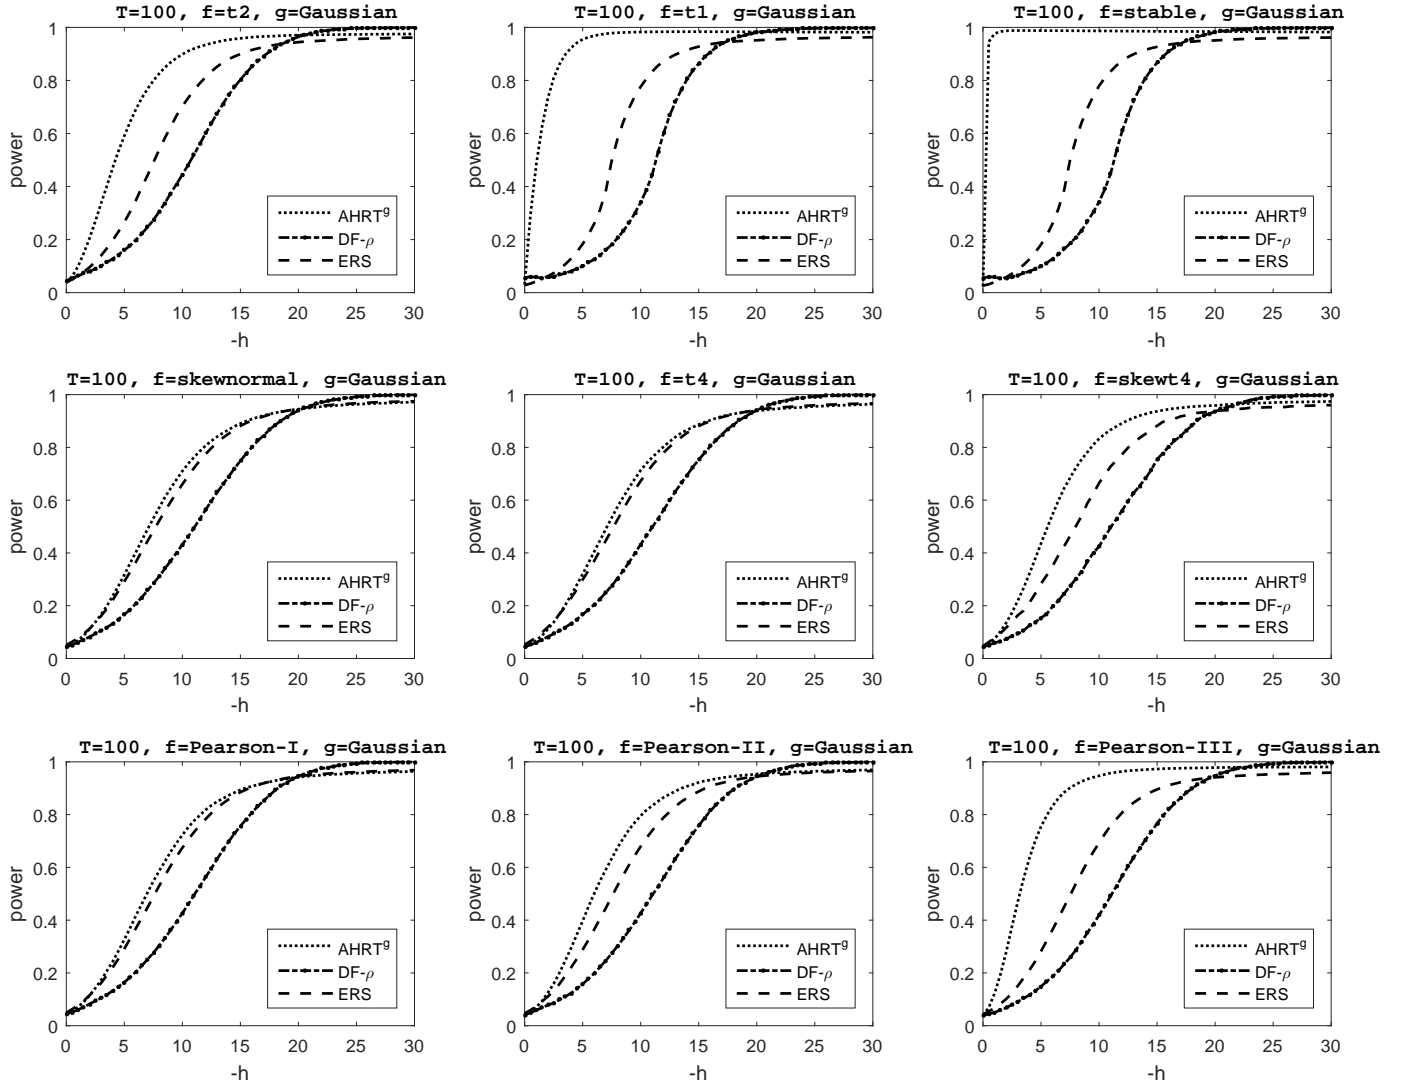 T=100, f=t2, g=Gaussian
1
0.8
0.6
0.4
0.2
0
power
0 5 10 15 20 25 30
-h
AHRTg
DF-ρ
ERS
T=100, f=t1, g=Gaussian
1
0.8
0.6
0.4
0.2
0
power
0 5 10 15 20 25 30
-h
AHRTg
DF-ρ
ERS
T=100, f=stable, g=Gaussian
1
0.8
0.6
0.4
0.2
0
power
0 5 10 15 20 25 30
-h
AHRTg
DF-ρ
ERS
T=100, f=skewnormal, g=Gaussian
1
0.8
0.6
0.4
0.2
0
power
0 5 10 15 20 25 30
-h
AHRTg
DF-ρ
ERS
T=100, f=t4, g=Gaussian
1
0.8
0.6
0.4
0.2
0
power
0 5 10 15 20 25 30
-h
AHRTg
DF-ρ
ERS
T=100, f=skewt4, g=Gaussian
1
0.8
0.6
0.4
0.2
0
power
0 5 10 15 20 25 30
-h
AHRTg
DF-ρ
ERS
T=100, f=Pearson-I, g=Gaussian
1
0.8
0.6
0.4
0.2
0
power
0 5 10 15 20 25 30
-h
AHRTg
DF-ρ
ERS
T=100, f=Pearson-II, g=Gaussian
1
0.8
0.6
0.4
0.2
0
power
0 5 10 15 20 25 30
-h
AHRTg
DF-ρ
ERS
T=100, f=Pearson-III, g=Gaussian
1
0.8
0.6
0.4
0.2
0
power
0 5 10 15 20 25 30
-h
AHRTg
DF-ρ
ERS